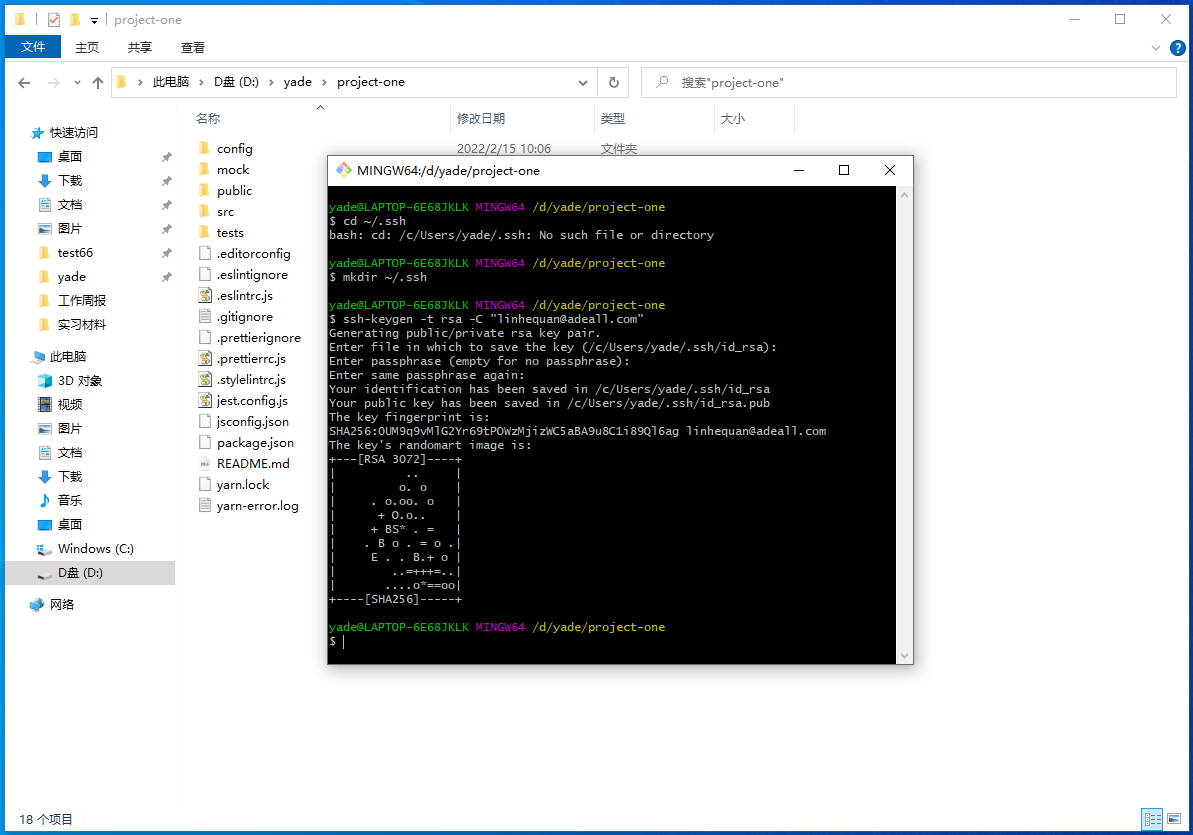 project-one
文件 主页 共享 查看
此电脑 D盘 (D:) yade project-one
搜索"project-one"
名称 修改日期 类型 大小
快速访问
桌面
下载
文档
图片
test66
yade
工作周报
实习材料
此电脑
3D 对象
视频
图片
文档
下载
音乐
桌面
Windows (C:)
D盘 (D:)
网络
config 2022/2/15 10:06 文件夹
mock
public
src
tests
.editorconfig
.eslintignore
.eslintrc.js
.gitignore
.prettierignore
.prettierrc.js
.stylelintrc.js
jest.config.js
jsconfig.json
package.json
README.md
yarn.lock
yarn-error.log
MINGW64:/d/yade/project-one
yade@LAPTOP-6E68JKLK MINGW64 /d/yade/project-one
$ cd ~/.ssh
bash: cd: /c/Users/yade/.ssh: No such file or directory
yade@LAPTOP-6E68JKLK MINGW64 /d/yade/project-one
$ mkdir ~/.ssh
yade@LAPTOP-6E68JKLK MINGW64 /d/yade/project-one
$ ssh-keygen -t rsa -C "linhequan@adeall.com"
Generating public/private rsa key pair.
Enter file in which to save the key (/c/Users/yade/.ssh/id_rsa):
Enter passphrase (empty for no passphrase):
Enter same passphrase again:
Your identification has been saved in /c/Users/yade/.ssh/id_rsa
Your public key has been saved in /c/Users/yade/.ssh/id_rsa.pub
The key fingerprint is:
SHA256:OUM9q9vMlG2Yr69tPOWzMjizWC5aBA9u8C1i89Ql6ag linhequan@adeall.com
The key's randomart image is:
+---[RSA 3072]----+
|          ..     |
|         o. o    |
|     . o.oo. o   |
|      + O.o..    |
|     + BS* . =   |
|    . B o . = o .|
|     E . . B.+ o |
|        ..=+++=..|
|       ....o*==oo|
+----[SHA256]-----+
yade@LAPTOP-6E68JKLK MINGW64 /d/yade/project-one
$
18 个项目